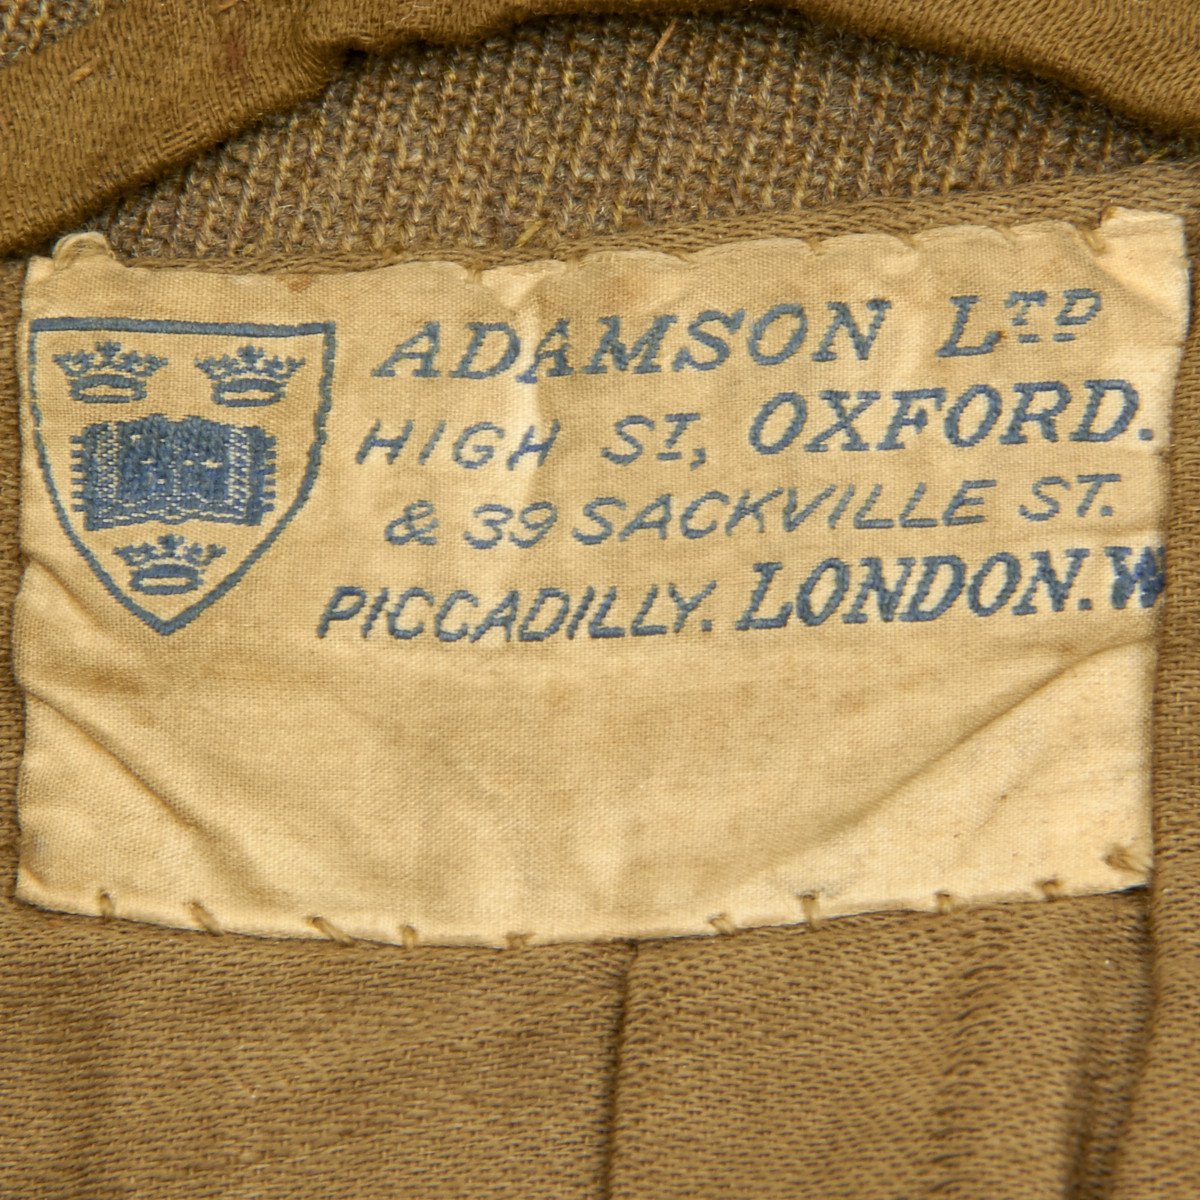 ADAMSON LTD
HIGH ST, OXFORD.
& 39 SACKVILLE ST.
PICCADILLY. LONDON. W